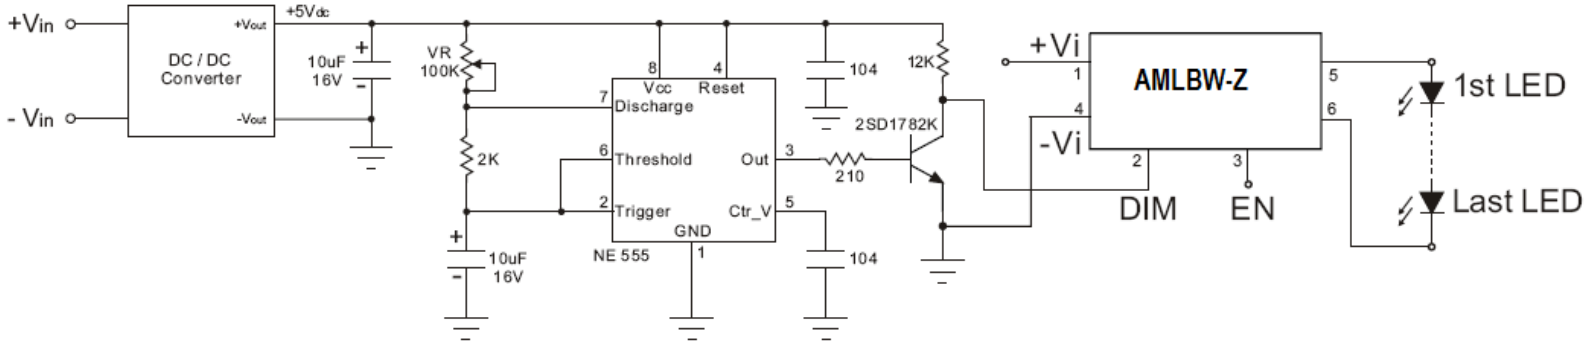 +Vin
- Vin
DC / DC
Converter
+Vout
-Vout
+5Vdc
+
10uF
16V
-
VR
100K
2K
+
10uF
16V
-
7
Discharge
6
Threshold
2
Trigger
8
Vcc
4
Reset
Out
3
Ctr_V
5
GND
1
NE 555
104
104
210
12K
2SD1782K
+Vi
1
4
-Vi
AMLBW-Z
2
3
DIM
EN
5
6
1st LED
Last LED